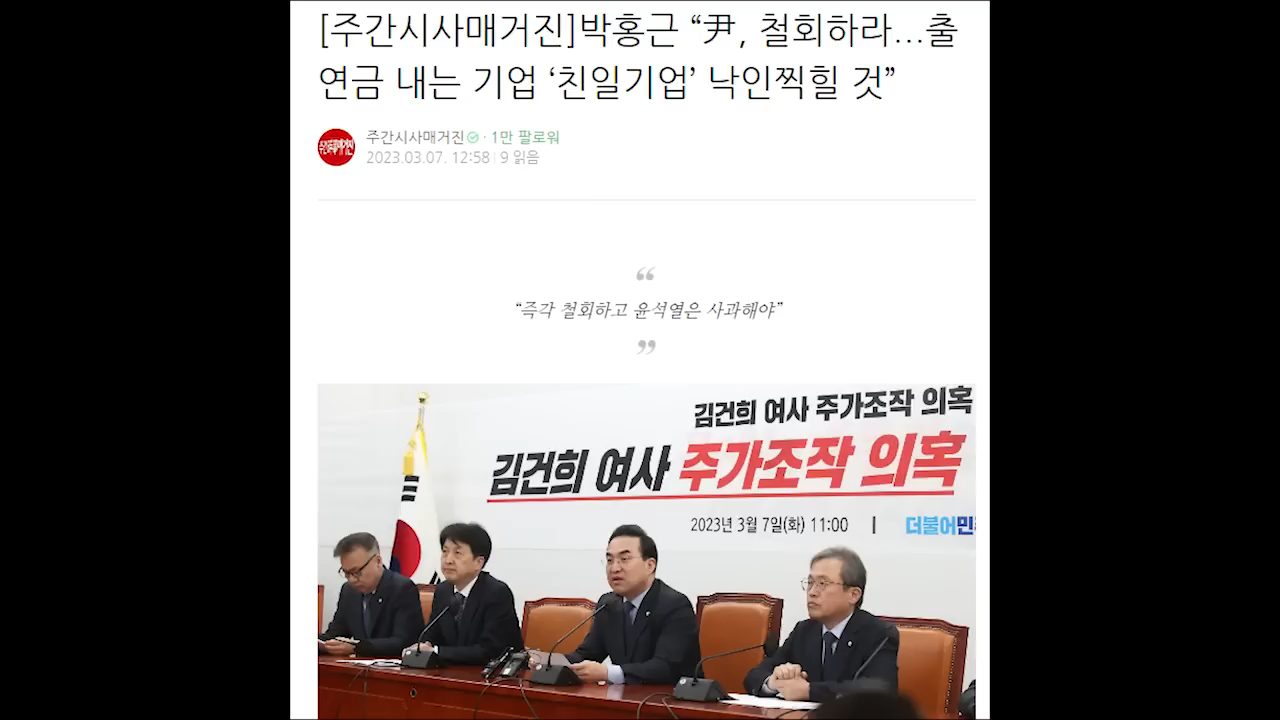 [주간시사매거진]박홍근 “尹, 철회하라…출
연금 내는 기업 ‘친일기업’ 낙인찍힐 것”
주간시사매거진 · 1만 팔로워
2023.03.07. 12:58 | 9 읽음
“
“즉각 철회하고 윤석열은 사과해야”
”
김건희 여사 주가조작 의혹
김건희 여사 주가조작 의혹
2023년 3월 7일(화) 11:00 | 더불어민